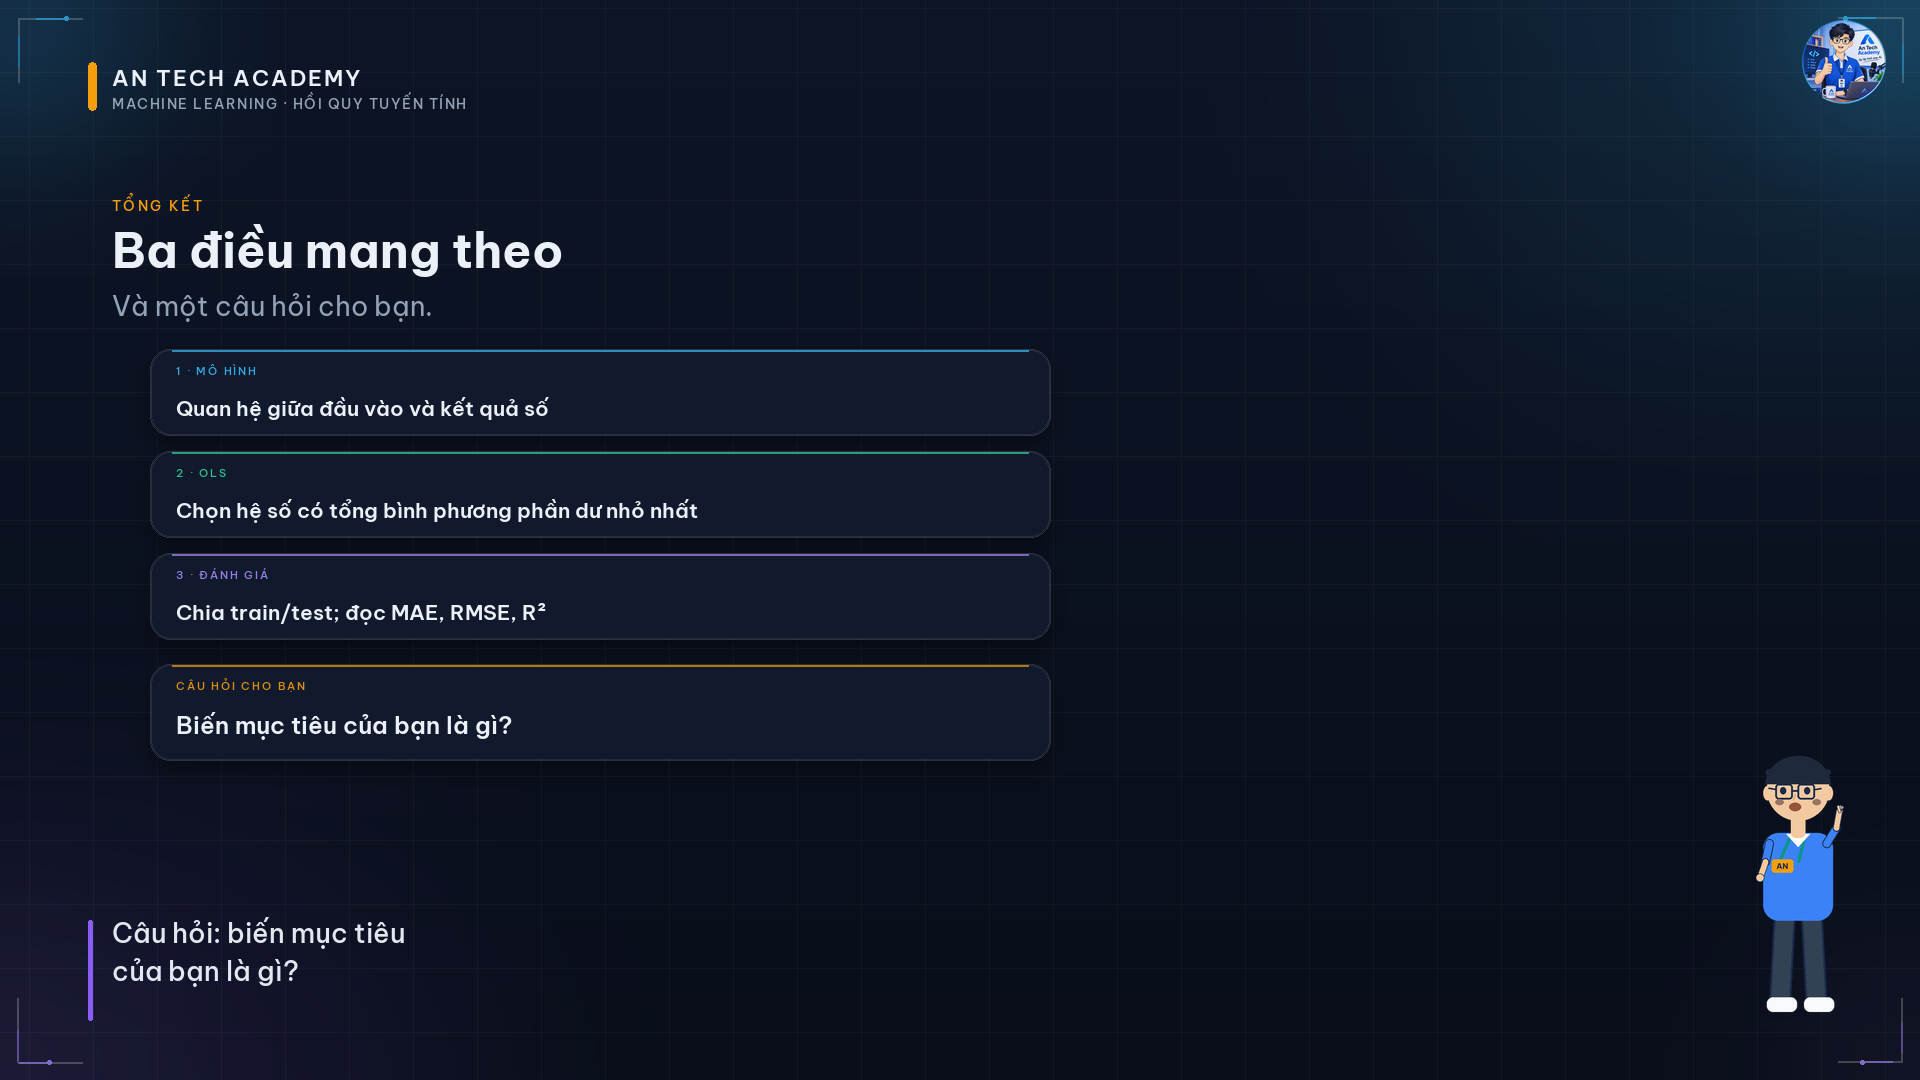 AN TECH ACADEMY
MACHINE LEARNING · HỒI QUY TUYẾN TÍNH
An Tech
Academy
TỔNG KẾT
Ba điều mang theo
Và một câu hỏi cho bạn.
1 · MÔ HÌNH
Quan hệ giữa đầu vào và kết quả số
2 · OLS
Chọn hệ số có tổng bình phương phần dư nhỏ nhất
3 · ĐÁNH GIÁ
Chia train/test; đọc MAE, RMSE, R²
CÂU HỎI CHO BẠN
Biến mục tiêu của bạn là gì?
AN
Câu hỏi: biến mục tiêu
của bạn là gì?